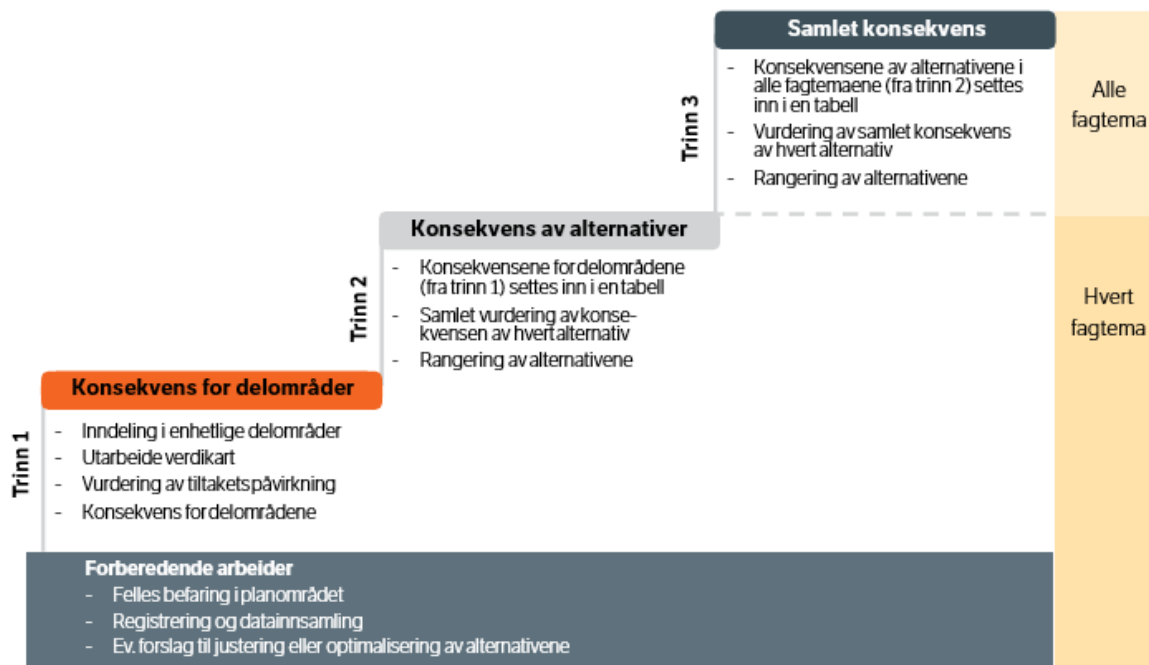 Samlet konsekvens
- Konsekvensene av alternativene i
alle fagtemaene (fra trinn 2) settes
inn i en tabell
- Vurdering av samlet konsekvens
av hvert alternativ
- Rangering av alternativene
Trinn 3
Alle
fagtema
Konsekvens av alternativer
- Konsekvensene for delområdene
(fra trinn 1) settes inn i en tabell
- Samlet vurdering av konse-
kvensen av hvert alternativ
- Rangering av alternativene
Trinn 2
Hvert
fagtema
Konsekvens for delområder
- Inndeling i enhetlige delområder
- Utarbeide verdikart
- Vurdering av tiltakets påvirkning
- Konsekvens for delområdene
Trinn 1
Forberedende arbeider
- Felles befaring i planområdet
- Registrering og datainnsamling
- Ev. forslag til justering eller optimalisering av alternativene